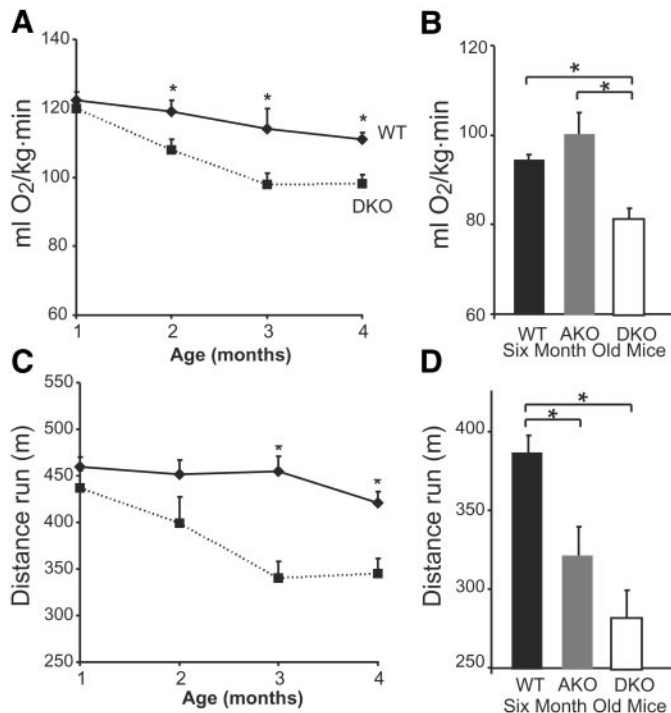 A
140
120
100
80
60
ml O2/kg·min
*
*
*
WT
DKO
1
2
3
4
Age (months)
B
120
100
80
60
ml O2/kg·min
*
*
WT AKO DKO
Six Month Old Mice
C
550
500
450
400
350
300
250
Distance run (m)
*
*
1
2
3
4
Age (months)
D
400
350
300
250
Distance run (m)
*
*
WT AKO DKO
Six Month Old Mice